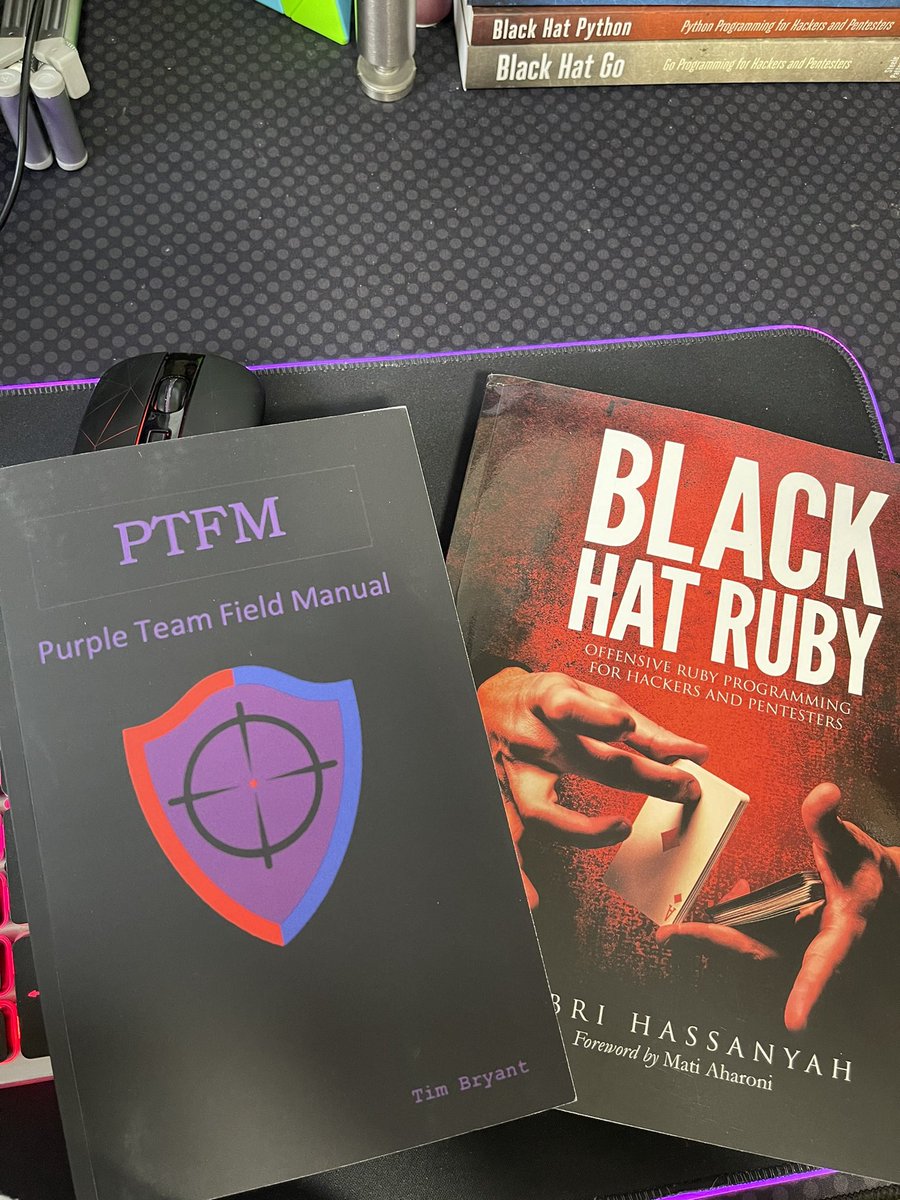 Black Hat Python
Python Programming for Hackers and Pentesters
Black Hat Go
Go Programming for Hackers and Pentesters
PTFM
Purple Team Field Manual
Tim Bryant
BLACK
HAT RUBY
OFFENSIVE RUBY PROGRAMMING
FOR HACKERS AND PENTESTERS
A
BRI HASSANYAH
Foreword by Mati Aharoni